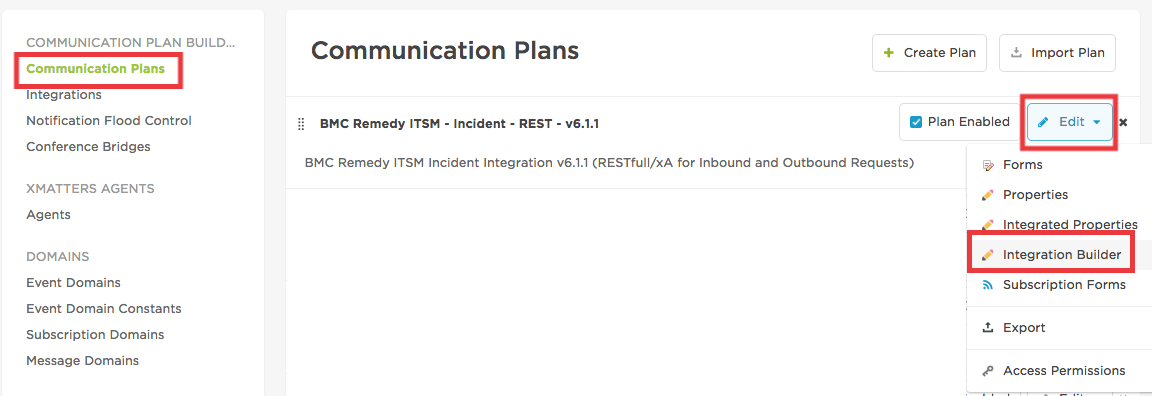 COMMUNICATION PLAN BUILD...
Communication Plans
Integrations
Notification Flood Control
Conference Bridges
XMATTERS AGENTS
Agents
DOMAINS
Event Domains
Event Domain Constants
Subscription Domains
Message Domains
Communication Plans
+ Create Plan
Import Plan
BMC Remedy ITSM - Incident - REST - v6.1.1
Plan Enabled
Edit
BMC Remedy ITSM Incident Integration v6.1.1 (RESTfull/xA for Inbound and Outbound Requests)
Forms
Properties
Integrated Properties
Integration Builder
Subscription Forms
Export
Access Permissions